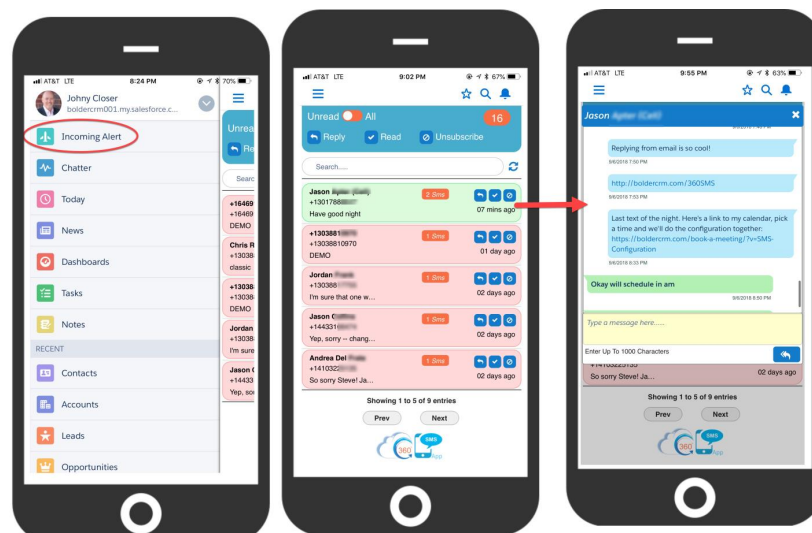 AT&T LTE 8:24 PM 70%
Johny Closer
boldercrm001.my.salesforce.c...
Incoming Alert
Chatter
Today
News
Dashboards
Tasks
Notes
RECENT
Contacts
Accounts
Leads
Opportunities
Unrea
Re
Searc
+16469
+16469
DEMO
Chris R
+13038
classic
+13038
+13038
DEMO
Jordan
+13038
I'm sure
Jason
+14433
Yep, so
AT&T LTE 9:02 PM 67%
Unread All 16
Reply Read Unsubscribe
Search.....
Jason 2 Sms
+130178
Have good night 07 mins ago
+1303881 1 Sms
+13038810970
DEMO 01 day ago
Jordan 1 Sms
+130388
I'm sure that one w... 02 days ago
Jason 1 Sms
+144331
Yep, sorry -- chang... 02 days ago
Andrea Del 1 Sms
+1410322
So sorry Steve! Ja... 02 days ago
Showing 1 to 5 of 9 entries
Prev Next
360 SMS App
AT&T LTE 9:55 PM 63%
Jason
Replying from email is so cool!
9/6/2018 7:50 PM
http://boldercrm.com/360SMS
9/6/2018 7:53 PM
Last text of the night. Here's a link to my calendar, pick
a time and we'll do the configuration together:
https://boldercrm.com/book-a-meeting/?v=SMS-
Configuration
9/6/2018 8:33 PM
Okay will schedule in am
9/6/2018 8:50 PM
Type a message here......
Enter Up To 1000 Characters
So sorry Steve! Ja... 02 days ago
Showing 1 to 5 of 9 entries
Prev Next
360 SMS App